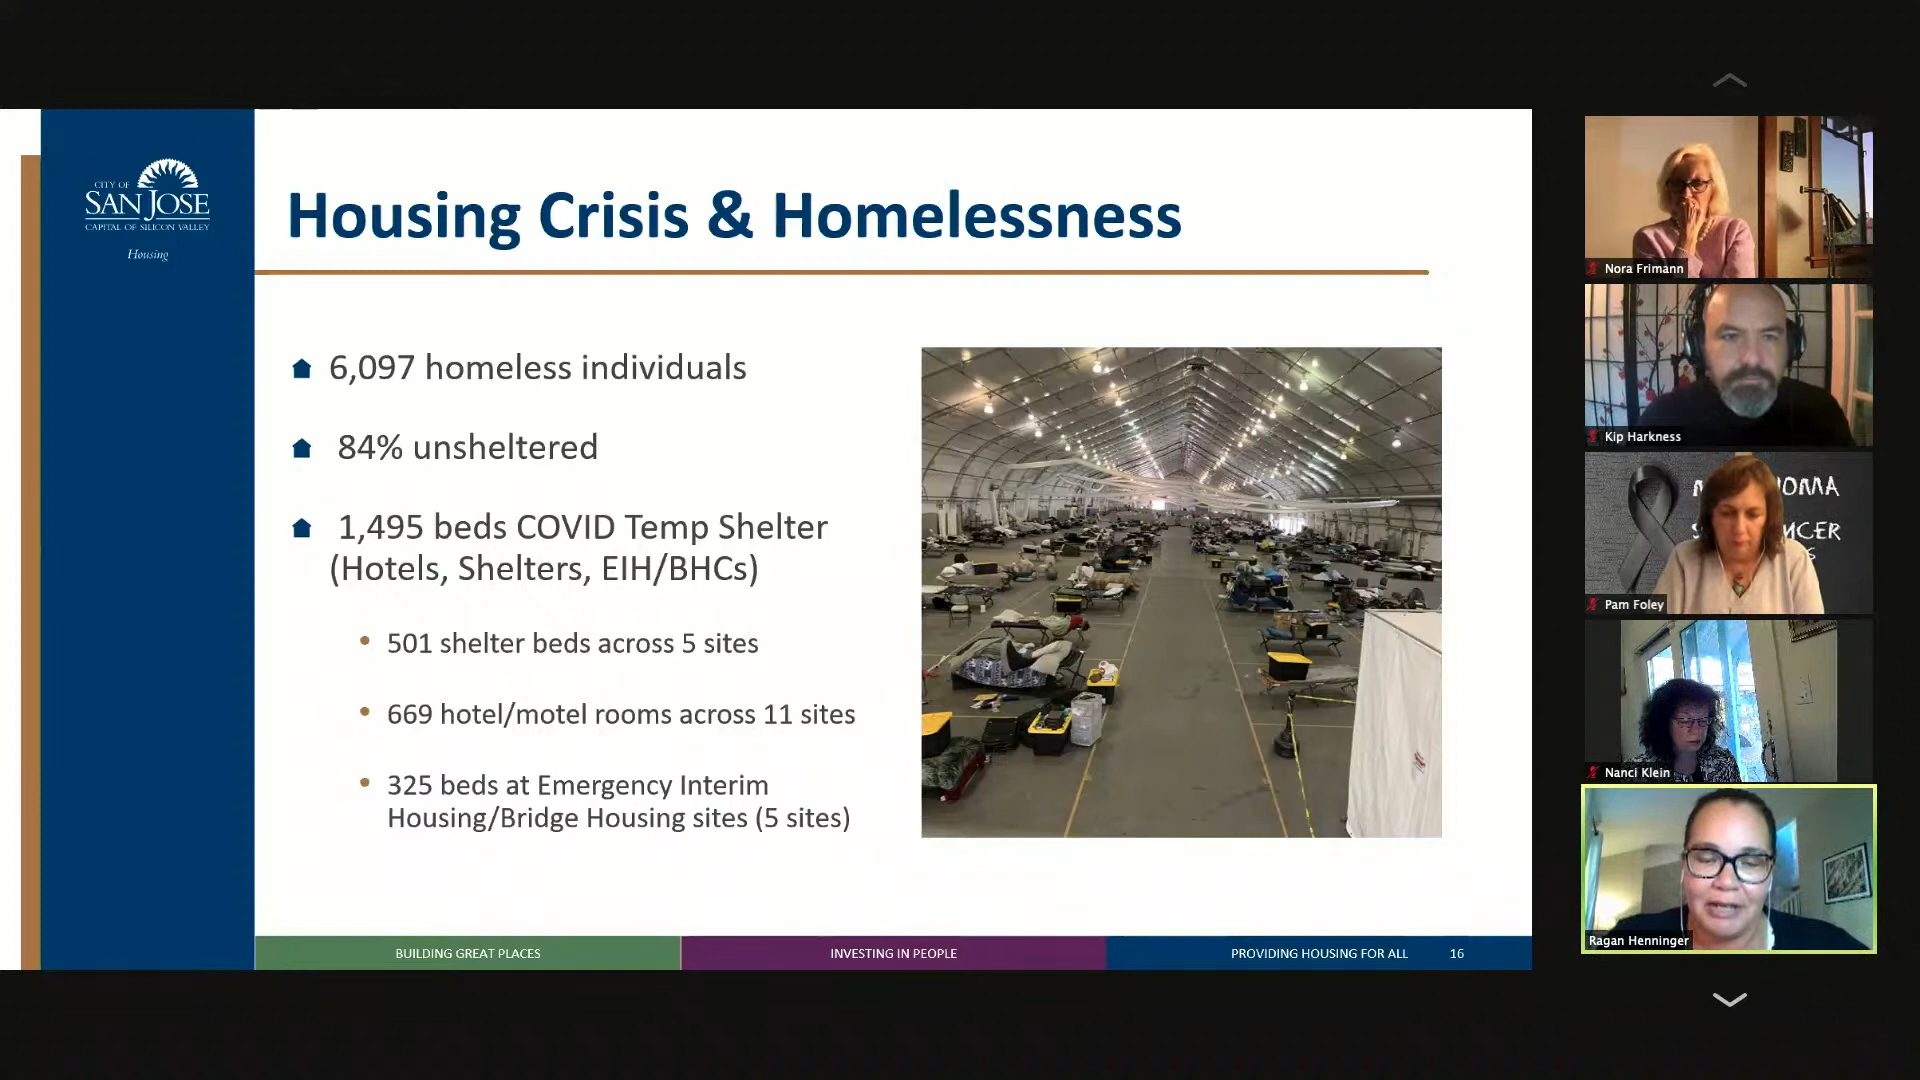 CITY OF
SAN JOSE
CAPITAL OF SILICON VALLEY
Housing
Housing Crisis & Homelessness
6,097 homeless individuals
84% unsheltered
1,495 beds COVID Temp Shelter
(Hotels, Shelters, EIH/BHCs)
501 shelter beds across 5 sites
669 hotel/motel rooms across 11 sites
325 beds at Emergency Interim
Housing/Bridge Housing sites (5 sites)
BUILDING GREAT PLACES
INVESTING IN PEOPLE
PROVIDING HOUSING FOR ALL
16
Nora Frimann
Kip Harkness
Pam Foley
Nanci Klein
Ragan Henninger